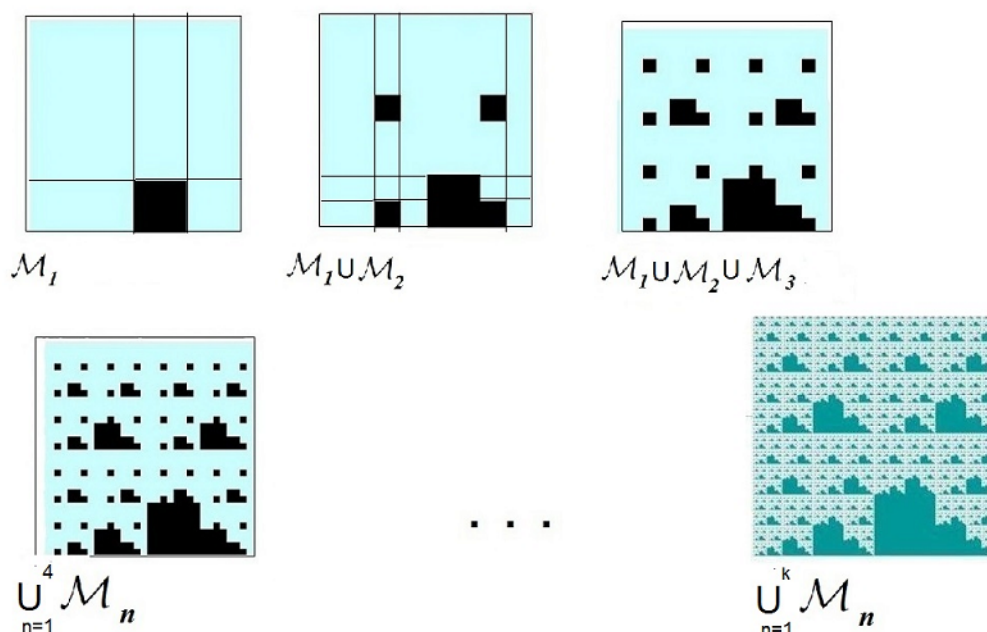 ℳ₁
ℳ₁∪ℳ₂
ℳ₁∪ℳ₂∪ℳ₃
. . .
4
∪ ℳₙ
n=1
k
∪ ℳₙ
n=1